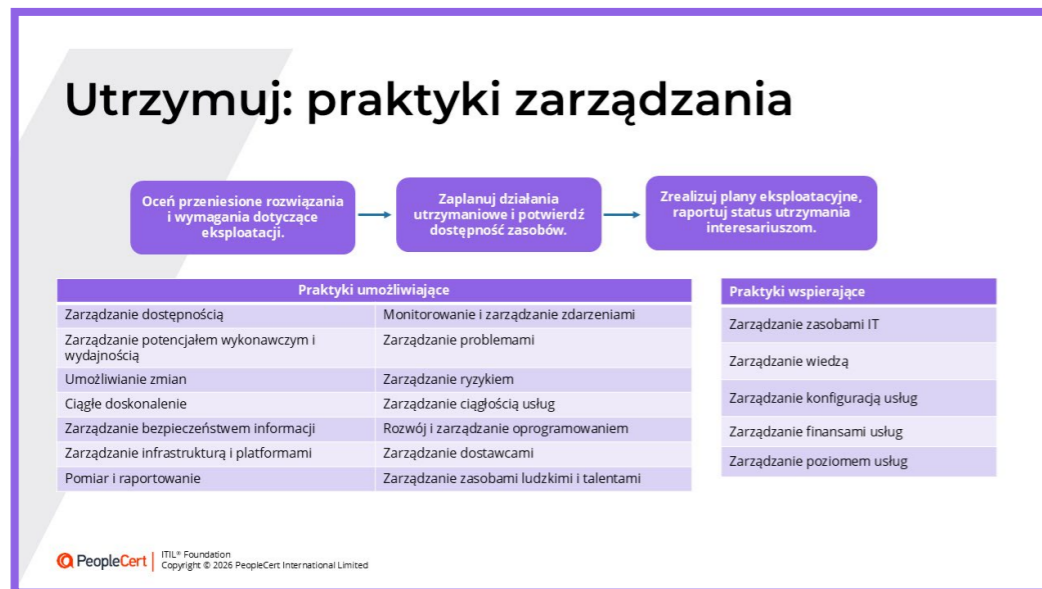 Utrzymuj: praktyki zarządzania
Oceń przeniesione rozwiązania
i wymagania dotyczące
eksploatacji.
Zaplanuj działania
utrzymaniowe i potwierdź
dostępność zasobów.
Zrealizuj plany eksploatacyjne,
raportuj status utrzymania
interesariuszom.
Praktyki umożliwiające
Zarządzanie dostępnością
Monitorowanie i zarządzanie zdarzeniami
Zarządzanie potencjałem wykonawczym i
wydajnością
Zarządzanie problemami
Umożliwianie zmian
Zarządzanie ryzykiem
Ciągłe doskonalenie
Zarządzanie ciągłością usług
Zarządzanie bezpieczeństwem informacji
Rozwój i zarządzanie oprogramowaniem
Zarządzanie infrastrukturą i platformami
Zarządzanie dostawcami
Pomiar i raportowanie
Zarządzanie zasobami ludzkimi i talentami
Praktyki wspierające
Zarządzanie zasobami IT
Zarządzanie wiedzą
Zarządzanie konfiguracją usług
Zarządzanie finansami usług
Zarządzanie poziomem usług
PeopleCert
ITIL® Foundation
Copyright © 2026 PeopleCert International Limited